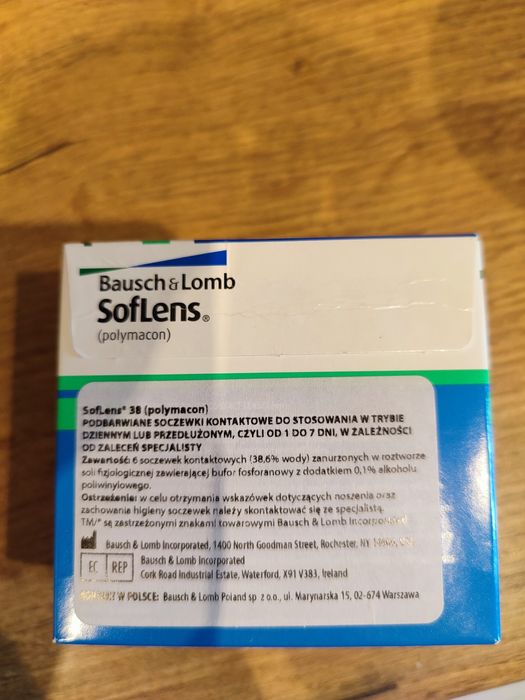 Bausch & Lomb
SofLens®
(polymacon)
SofLens® 38 (polymacon)
PODBARWIANE SOCZEWKI KONTAKTOWE DO STOSOWANIA W TRYBIE
DZIENNYM LUB PRZEDŁUŻONYM, CZYLI OD 1 DO 7 DNI, W ZALEŻNOŚCI
OD ZALECEŃ SPECJALISTY
Zawartość: 6 soczewek kontaktowych (38,6% wody) zanurzonych w roztworze
soli fizjologicznej zawierającej bufor fosforanowy z dodatkiem 0,1% alkoholu
poliwinylowego.
Ostrzeżenie: w celu otrzymania wskazówek dotyczących noszenia oraz
zachowania higieny soczewek należy skontaktować się ze specjalistą.
TM/® są zastrzeżonymi znakami towarowymi Bausch & Lomb Incorporated
Bausch & Lomb Incorporated, 1400 North Goodman Street, Rochester, NY
EC REP
Bausch & Lomb Incorporated
Cork Road Industrial Estate, Waterford, X91 V383, Ireland
KONTAKT W POLSCE: Bausch & Lomb Poland sp. z o.o., ul. Marynarska 15, 02-674 Warszawa